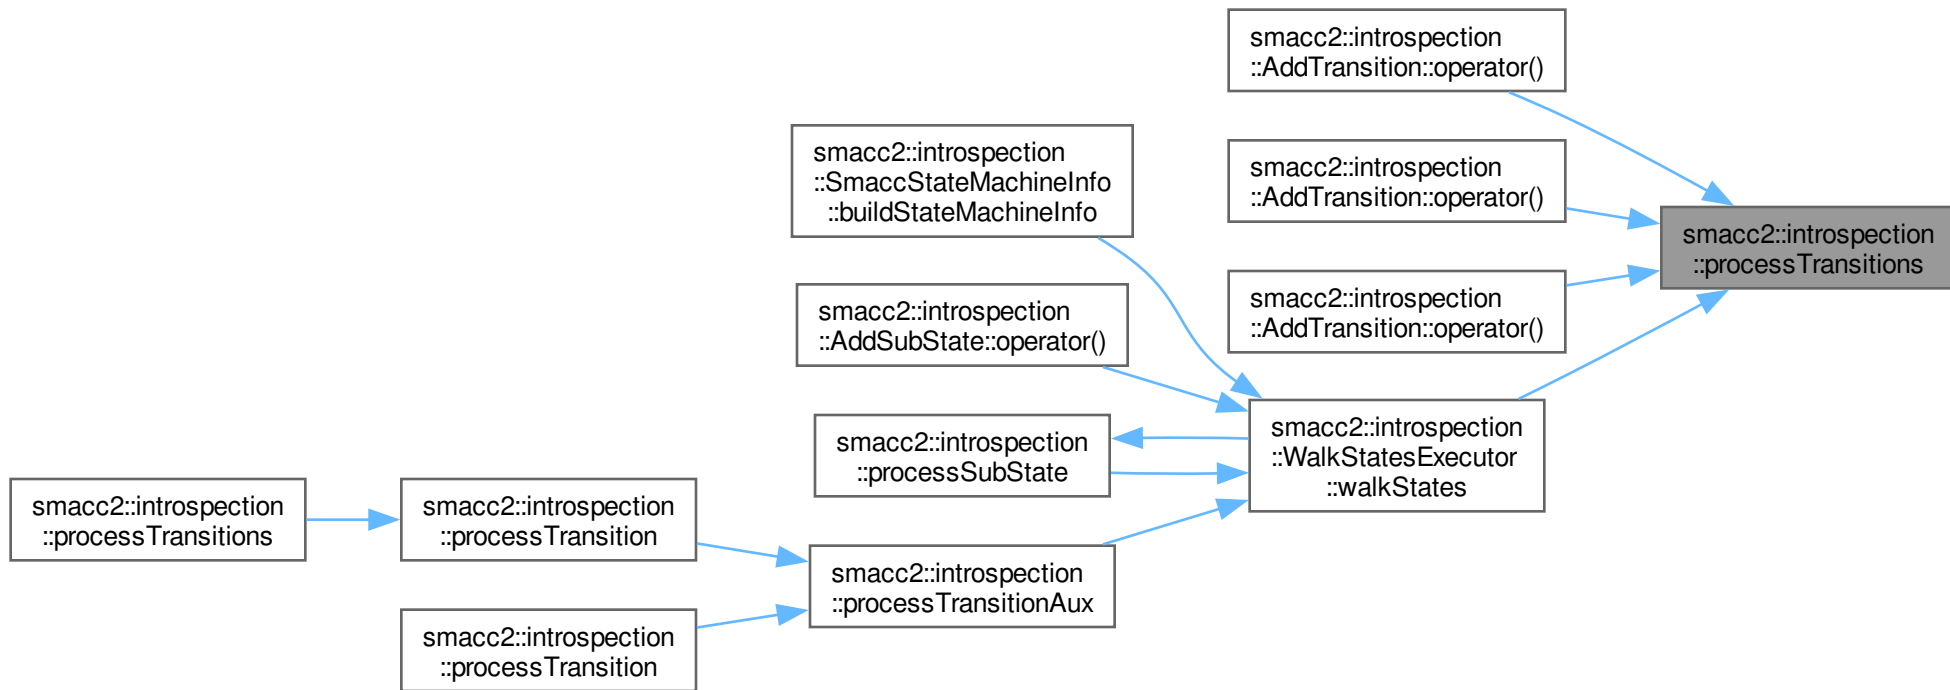 smacc2::introspection
::AddTransition::operator()
smacc2::introspection
::SmaccStateMachineInfo
::buildStateMachineInfo
smacc2::introspection
::AddTransition::operator()
smacc2::introspection
::processTransitions
smacc2::introspection
::AddSubState::operator()
smacc2::introspection
::AddTransition::operator()
smacc2::introspection
::processSubState
smacc2::introspection
::WalkStatesExecutor
::walkStates
smacc2::introspection
::processTransitions
smacc2::introspection
::processTransition
smacc2::introspection
::processTransitionAux
smacc2::introspection
::processTransition